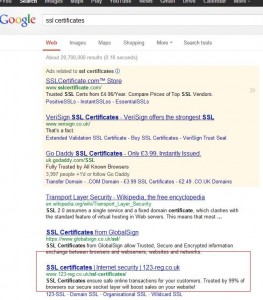 Search Images Maps Play YouTube News Gmail Drive Calendar More
Google
ssl certificates
Web Images Maps Shopping More Search tools
About 29,700,000 results (0.16 seconds)
Ads related to ssl certificates
SSLCertificate.com™ Store
www.sslcertificate.com/
Trusted SSL Certs from £4.99/Year. Compare Prices of Top SSL Vendors.
PositiveSSLs - InstantSSLss - EssentialSSLs
VeriSign SSL Certificates - VeriSign offers the strongest SSL
www.verisign.co.uk/
That's fact
Extended Validation SSL Certificate - Buy SSL Certificates - VeriSign Trust Seal
Go Daddy SSL Certificates - Only £3.99. Instantly Issued.
uk.godaddy.com/SSL
Fully Trusted by All Known Browsers
3,997 people +1'd or follow Go Daddy
Transfer Domain - .COM Domain - £3.99 SSL Certificates - £2.49 .CO.UK Domains
Transport Layer Security - Wikipedia, the free encyclopedia
en.wikipedia.org/wiki/Transport_Layer_Security
SSL 2.0 assumes a single service and a fixed domain certificate, which clashes with
the standard feature of virtual hosting in Web servers. This means that most ...
SSL Certificates from GlobalSign
https://www.globalsign.co.uk/ssl/
SSL Certificates from GlobalSign allow Trusted, Secure and Encrypted information
exchange between browsers and webservers, websites and networks.
SSL certificates | Internet security | 123-reg.co.uk
www.123-reg.co.uk/ssl-certificates/
SSL Certificates ensure safe online transactions for your customers. Trusted by 99% of
browsers our secure socket layer will boost sales on your website!
123-SSL - Domain SSL - Organisational SSL - Wildcard SSL